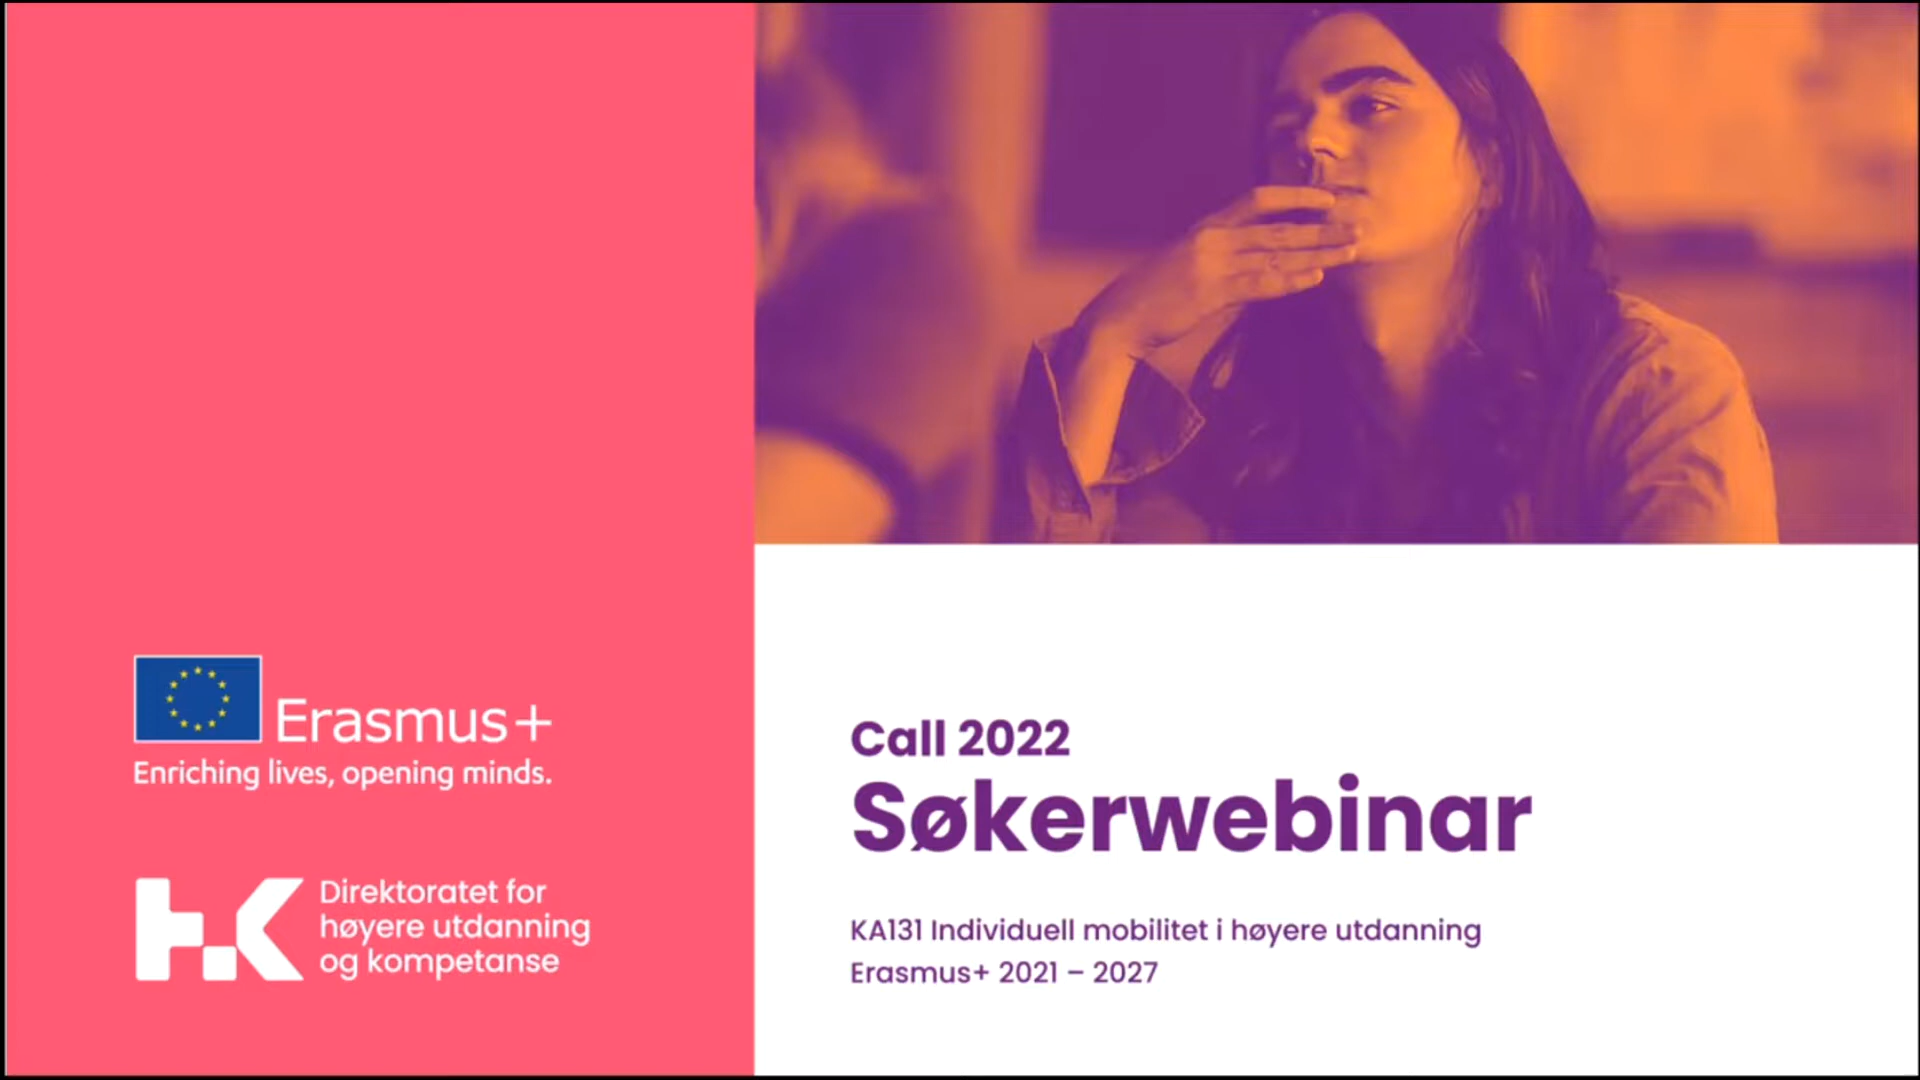 Erasmus+
Enriching lives, opening minds.
Direktoratet for
høyere utdanning
og kompetanse
Call 2022
Søkerwebinar
KA131 Individuell mobilitet i høyere utdanning
Erasmus+ 2021 – 2027